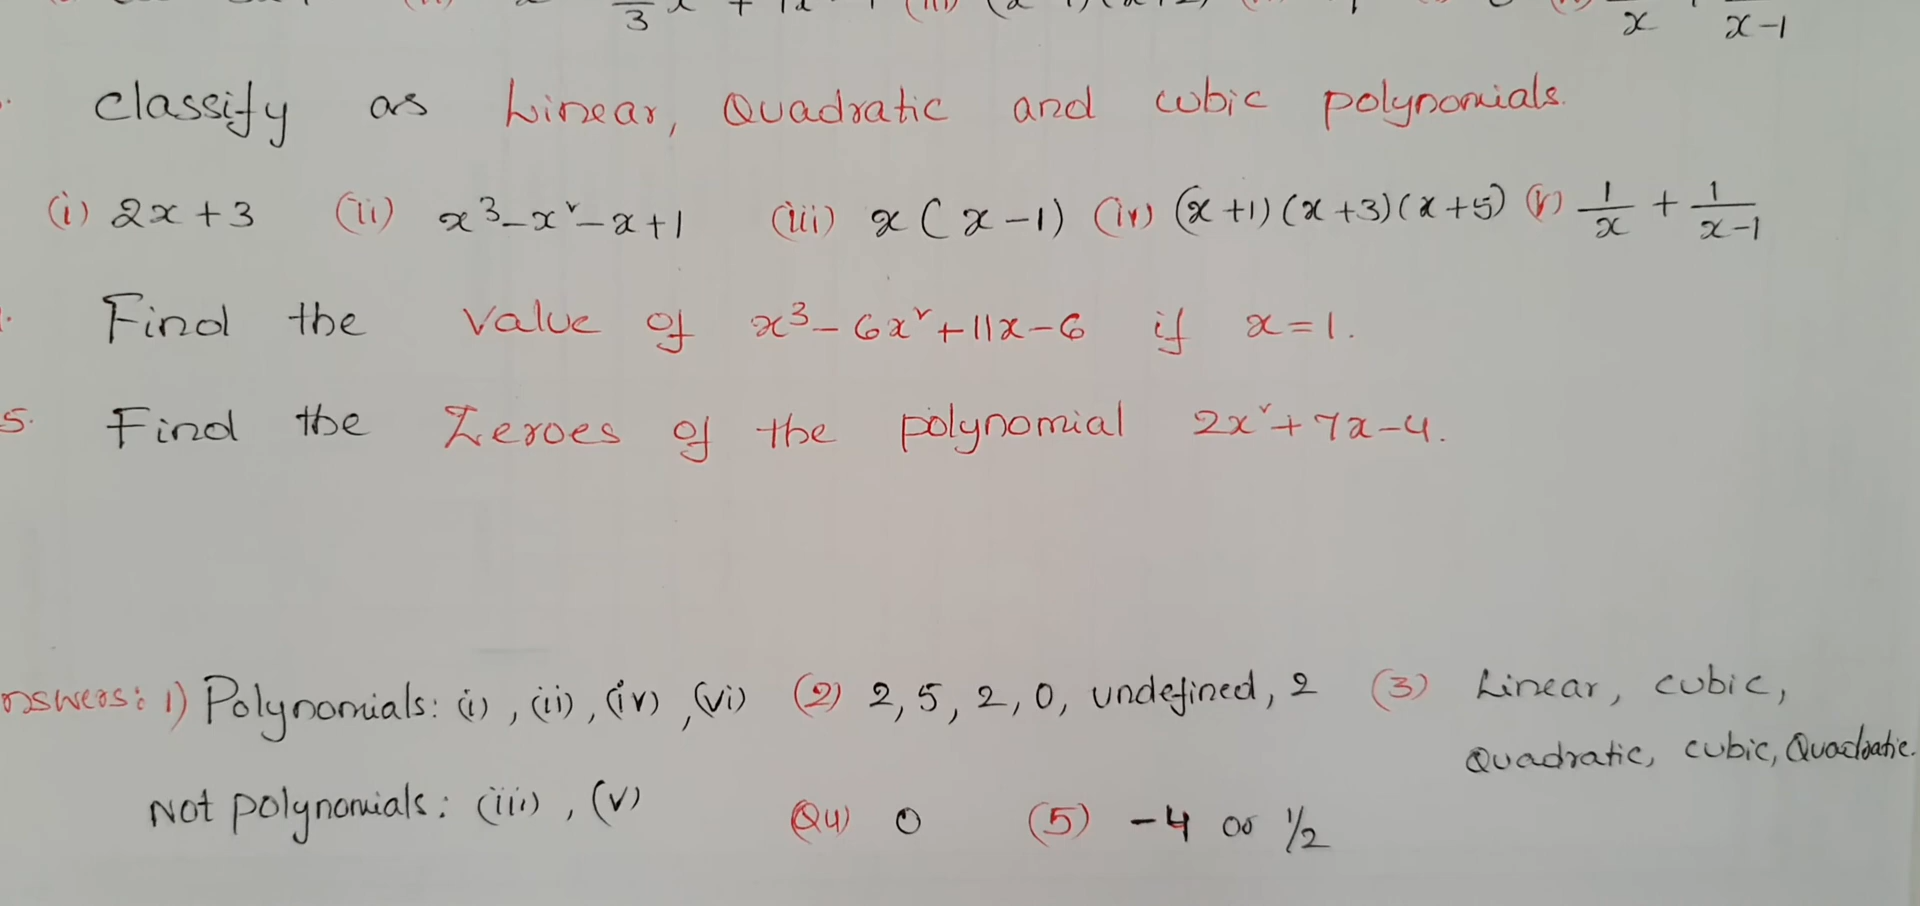 3 x x-1
classify as Linear, Quadratic and cubic polynomials.
(i) 2x+3 (ii) x³-x²-x+1 (iii) x(x-1) (iv) (x+1)(x+3)(x+5) (v) 1/x + 1/x-1
Find the value of x³-6x²+11x-6 if x=1.
5. Find the Zeroes of the polynomial 2x²+7x-4.
nswers: 1) Polynomials: (i), (ii), (iv), (vi) (2) 2, 5, 2, 0, undefined, 2 (3) Linear, cubic,
Quadratic, cubic, Quadratic.
Not polynomials: (iii), (v) (Q4) 0 (5) -4 or 1/2